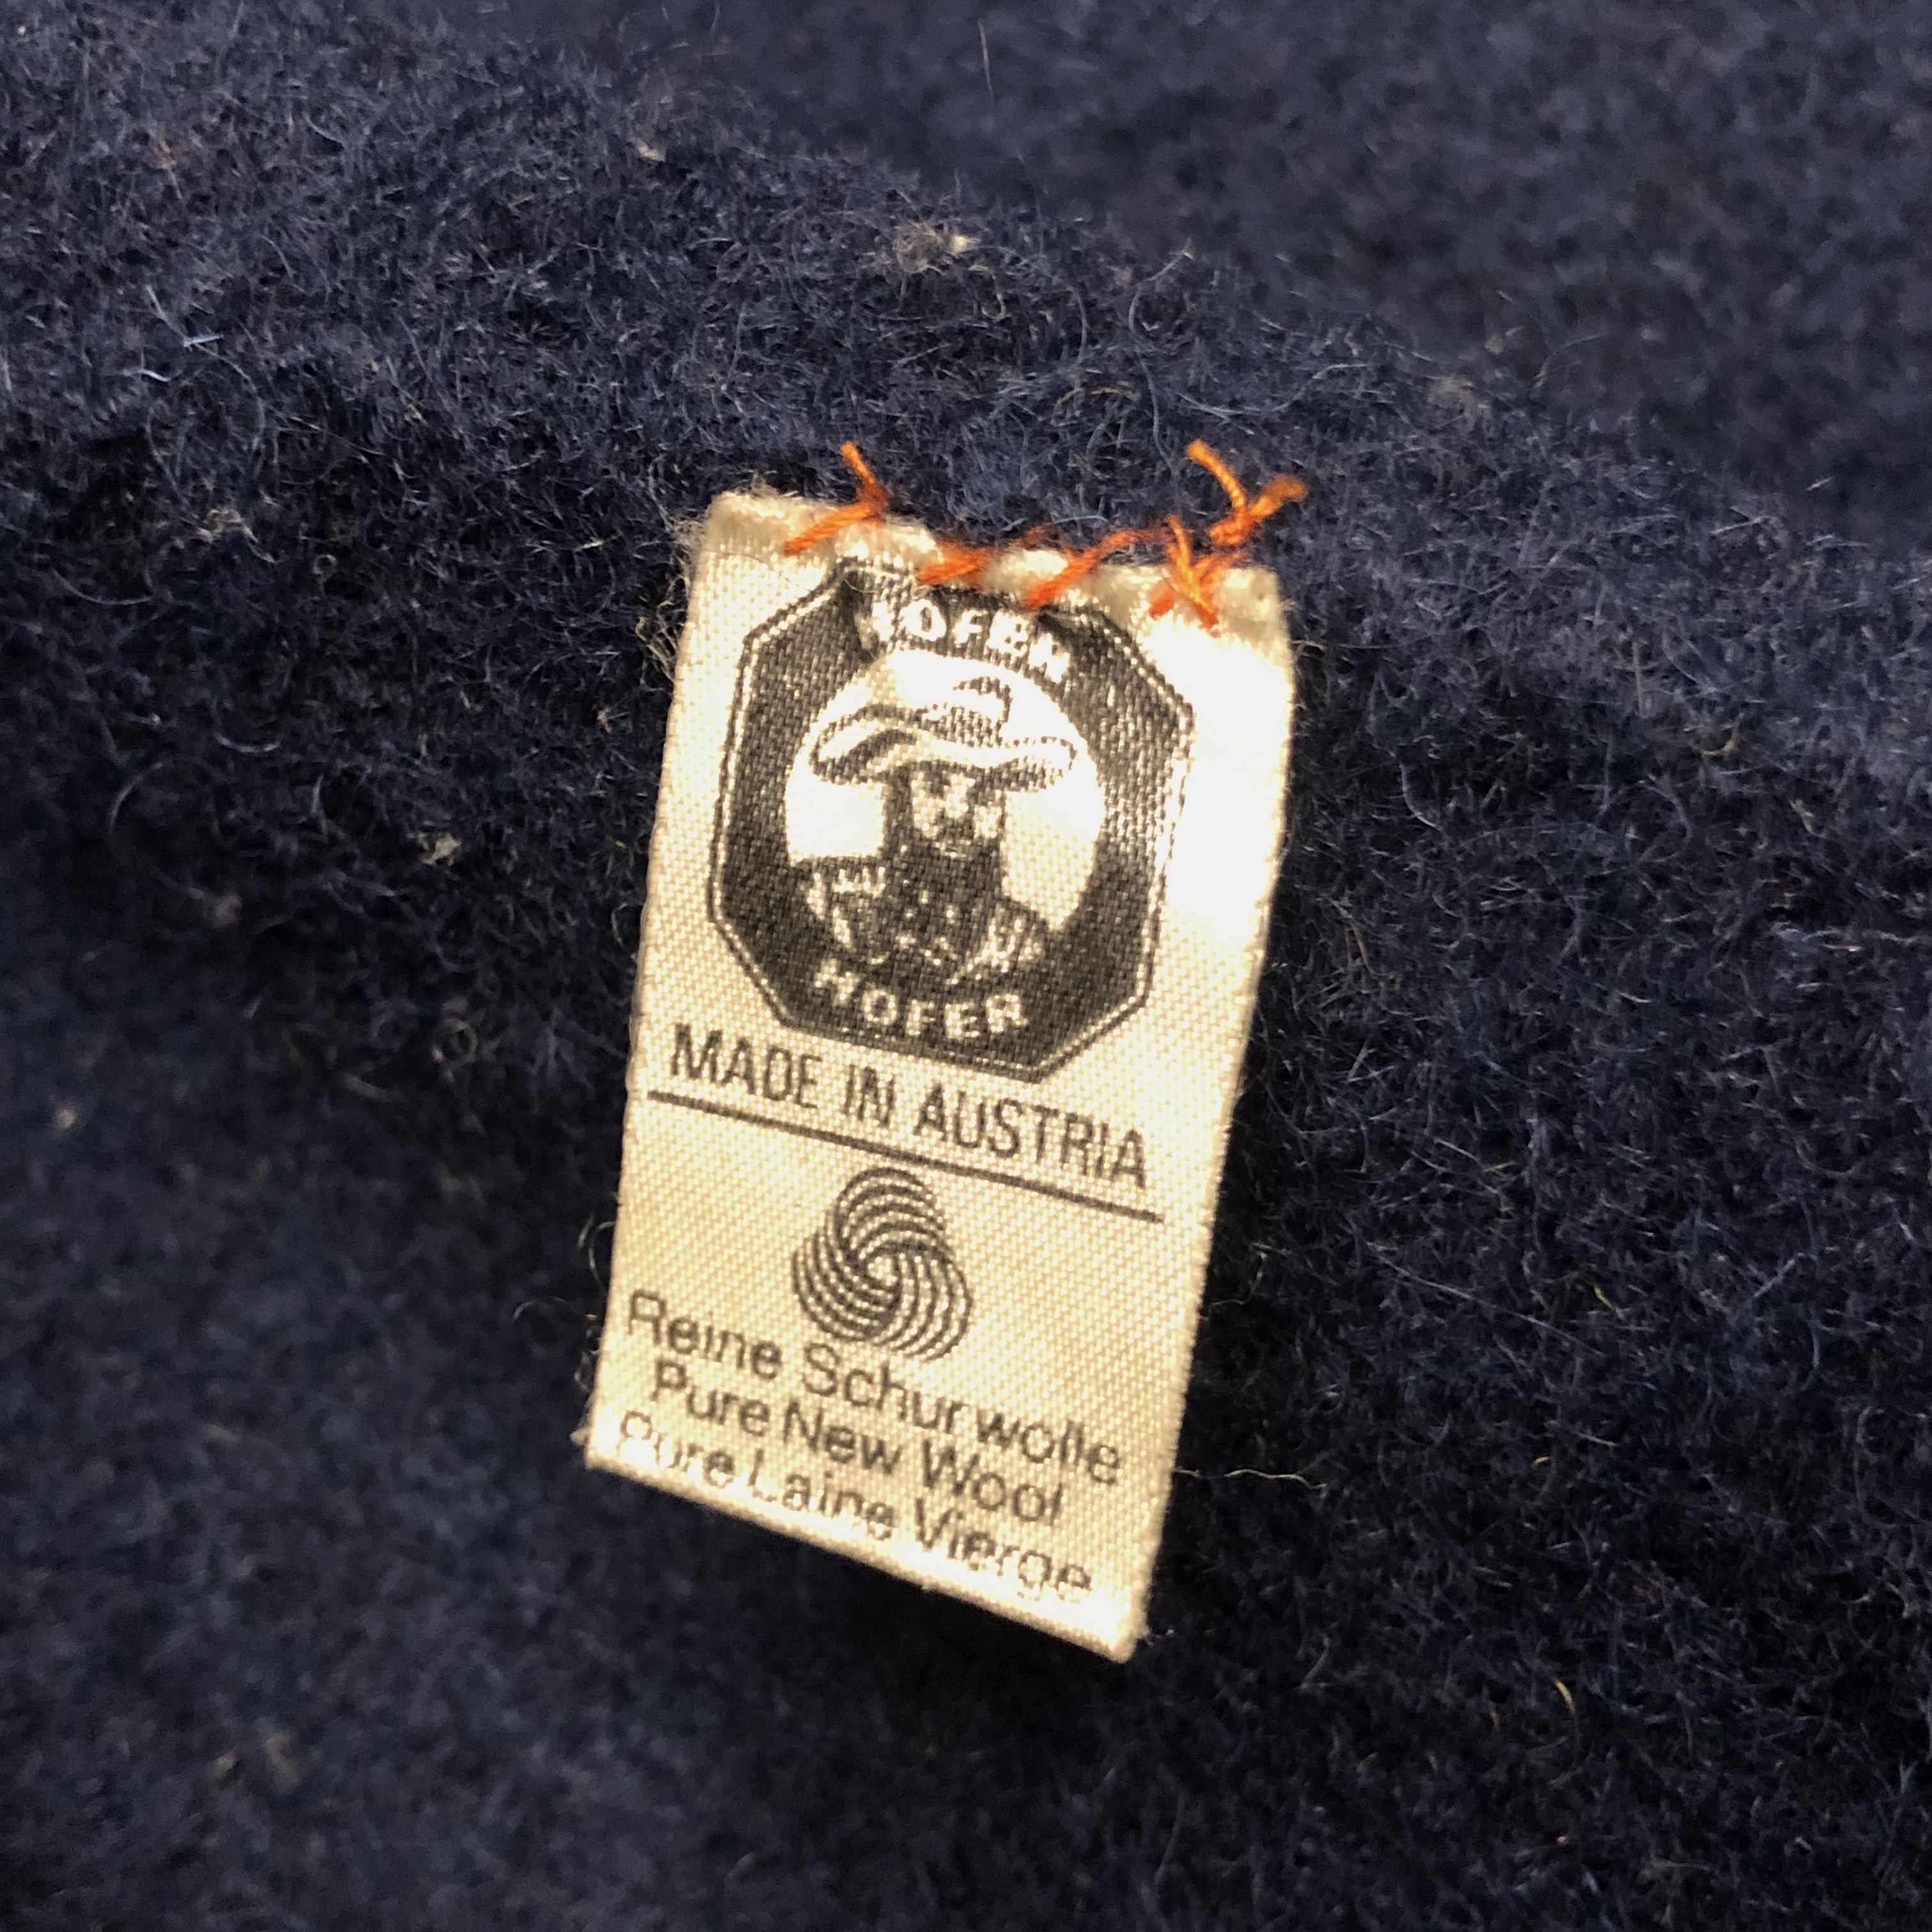 HOFER
HOFER
MADE IN AUSTRIA
Reine Schurwolle
Pure New Wool
Pure Laine Vierge